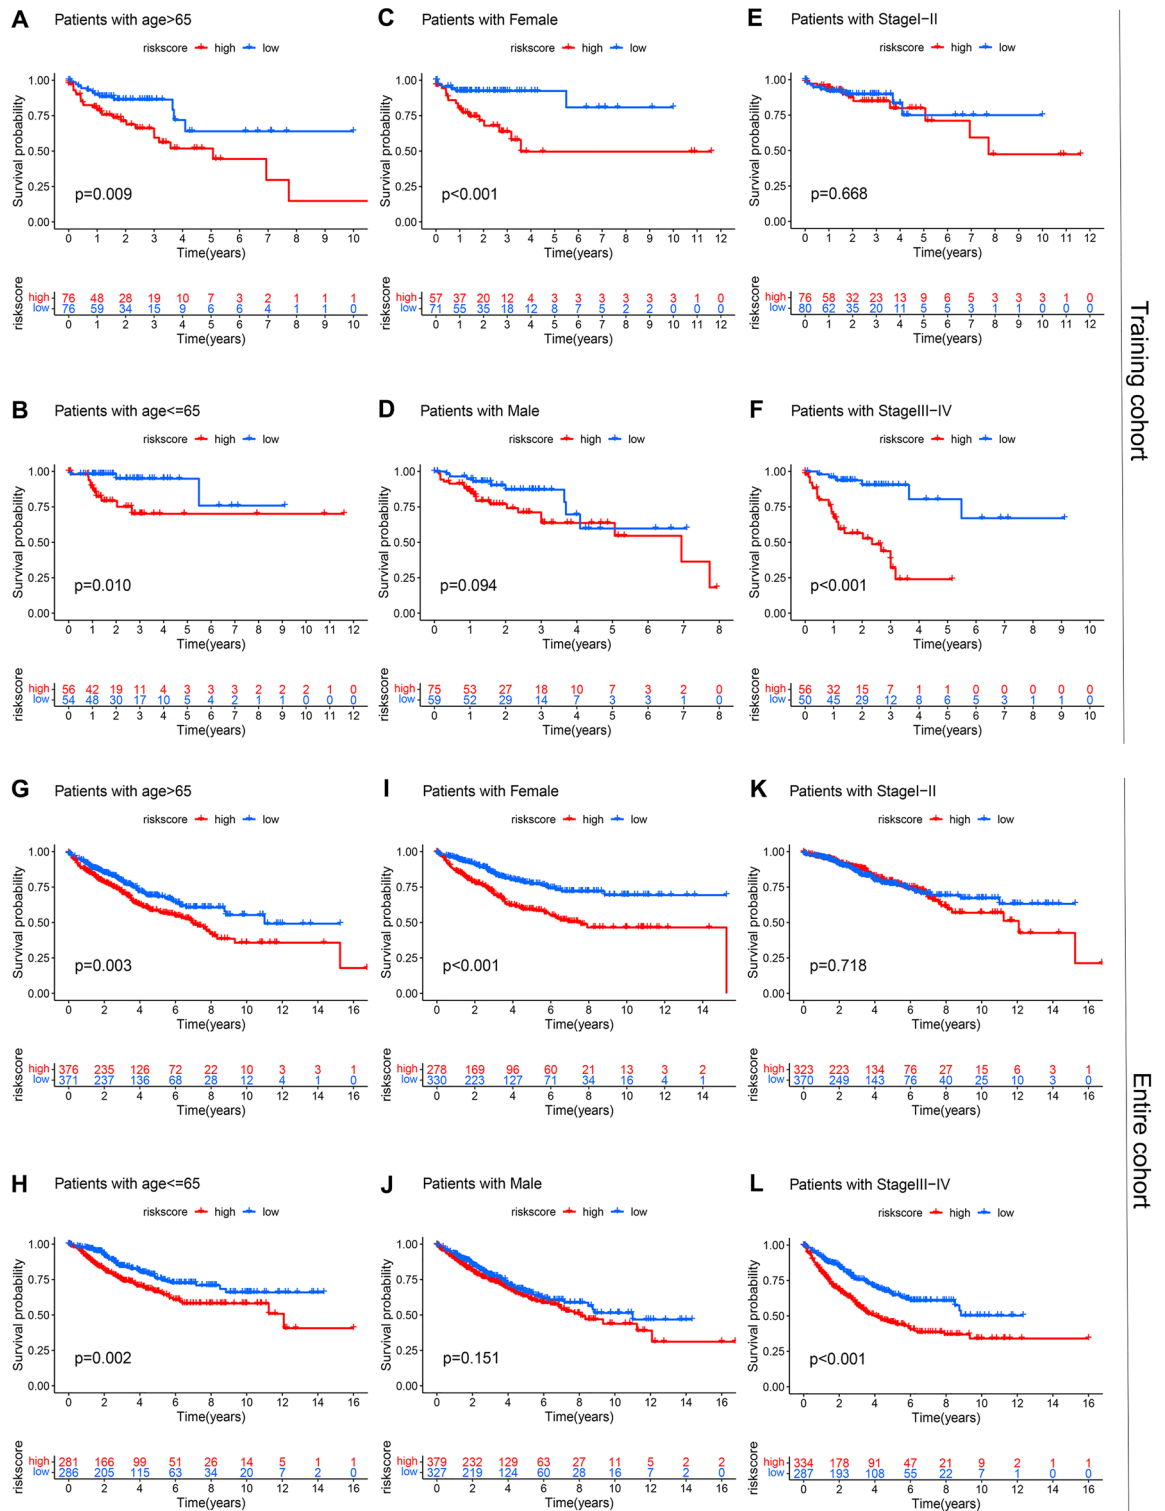 A Patients with age>65
riskscore high low
Survival probability
1.00
0.75
0.50
0.25
0.00
p=0.009
0 1 2 3 4 5 6 7 8 9 10
Time(years)
riskscore
high 76 48 28 19 10 7 3 2 1 1 1
low 76 59 34 15 9 6 6 4 1 1 0
0 1 2 3 4 5 6 7 8 9 10
Time(years)
C Patients with Female
riskscore high low
Survival probability
1.00
0.75
0.50
0.25
0.00
p<0.001
0 1 2 3 4 5 6 7 8 9 10 11 12
Time(years)
riskscore
high 57 37 20 12 4 3 3 3 3 3 3 1 0
low 71 55 35 18 12 8 7 5 2 2 0 0 0
0 1 2 3 4 5 6 7 8 9 10 11 12
Time(years)
E Patients with StageI−II
riskscore high low
Survival probability
1.00
0.75
0.50
0.25
0.00
p=0.668
0 1 2 3 4 5 6 7 8 9 10 11 12
Time(years)
riskscore
high 76 58 32 23 13 9 6 5 3 3 3 1 0
low 80 62 35 20 11 5 5 3 1 1 0 0 0
0 1 2 3 4 5 6 7 8 9 10 11 12
Time(years)
Training cohort
B Patients with age<=65
riskscore high low
Survival probability
1.00
0.75
0.50
0.25
0.00
p=0.010
0 1 2 3 4 5 6 7 8 9 10 11 12
Time(years)
riskscore
high 56 42 19 11 4 3 3 3 2 2 2 1 0
low 54 48 30 17 10 5 4 2 1 1 0 0 0
0 1 2 3 4 5 6 7 8 9 10 11 12
Time(years)
D Patients with Male
riskscore high low
Survival probability
1.00
0.75
0.50
0.25
0.00
p=0.094
0 1 2 3 4 5 6 7 8
Time(years)
riskscore
high 75 53 27 18 10 7 3 2 0
low 59 52 29 14 7 3 3 1 0
0 1 2 3 4 5 6 7 8
Time(years)
F Patients with StageIII−IV
riskscore high low
Survival probability
1.00
0.75
0.50
0.25
0.00
p<0.001
0 1 2 3 4 5 6 7 8 9 10
Time(years)
riskscore
high 56 32 15 7 1 1 0 0 0 0 0
low 50 45 29 12 8 6 5 3 1 1 0
0 1 2 3 4 5 6 7 8 9 10
Time(years)
G Patients with age>65
riskscore high low
Survival probability
1.00
0.75
0.50
0.25
0.00
p=0.003
0 2 4 6 8 10 12 14 16
Time(years)
riskscore
high 376 235 126 72 22 10 3 3 1
low 371 237 136 68 28 12 4 1 0
0 2 4 6 8 10 12 14 16
Time(years)
I Patients with Female
riskscore high low
Survival probability
1.00
0.75
0.50
0.25
0.00
p<0.001
0 2 4 6 8 10 12 14
Time(years)
riskscore
high 278 169 96 60 21 13 3 2
low 330 223 127 71 34 16 4 1
0 2 4 6 8 10 12 14
Time(years)
K Patients with StageI−II
riskscore high low
Survival probability
1.00
0.75
0.50
0.25
0.00
p=0.718
0 2 4 6 8 10 12 14 16
Time(years)
riskscore
high 323 223 134 76 27 15 6 3 1
low 370 249 143 76 40 25 10 3 0
0 2 4 6 8 10 12 14 16
Time(years)
Entire cohort
H Patients with age<=65
riskscore high low
Survival probability
1.00
0.75
0.50
0.25
0.00
p=0.002
0 2 4 6 8 10 12 14 16
Time(years)
riskscore
high 281 166 99 51 26 14 5 1 1
low 286 205 115 63 34 20 7 2 0
0 2 4 6 8 10 12 14 16
Time(years)
J Patients with Male
riskscore high low
Survival probability
1.00
0.75
0.50
0.25
0.00
p=0.151
0 2 4 6 8 10 12 14 16
Time(years)
riskscore
high 379 232 129 63 27 11 5 2 2
low 327 219 124 60 28 16 7 2 0
0 2 4 6 8 10 12 14 16
Time(years)
L Patients with StageIII−IV
riskscore high low
Survival probability
1.00
0.75
0.50
0.25
0.00
p<0.001
0 2 4 6 8 10 12 14 16
Time(years)
riskscore
high 334 178 91 47 21 9 2 1 1
low 287 193 108 55 22 7 1 0 0
0 2 4 6 8 10 12 14 16
Time(years)